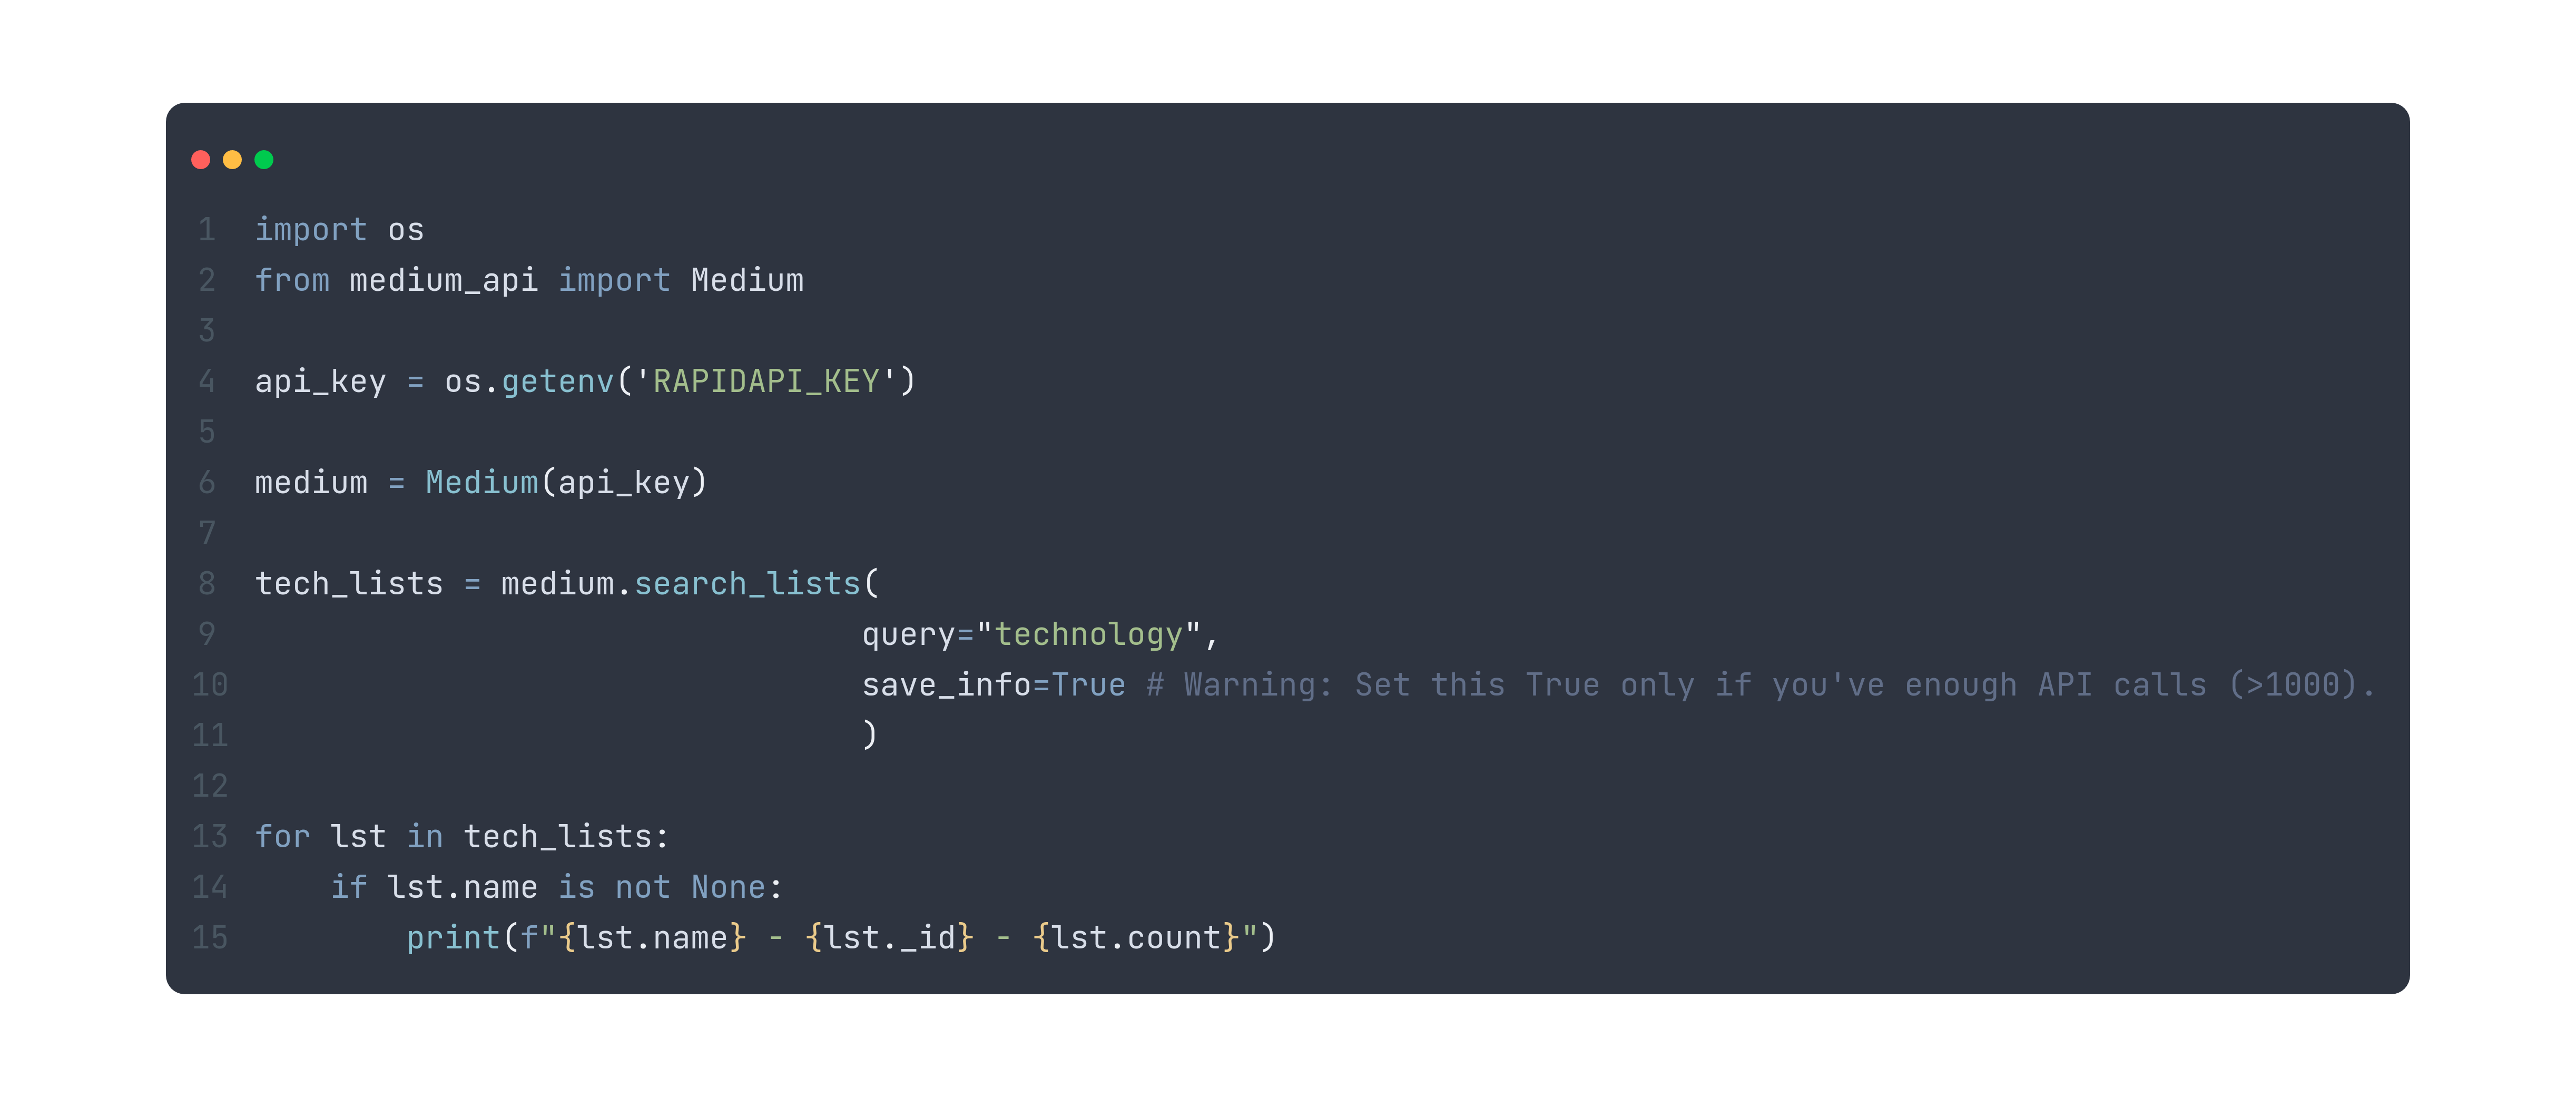 1 import os
2 from medium_api import Medium
3
4 api_key = os.getenv('RAPIDAPI_KEY')
5
6 medium = Medium(api_key)
7
8 tech_lists = medium.search_lists(
9                                 query="technology",
10                                 save_info=True # Warning: Set this True only if you've enough API calls (>1000).
11                                 )
12
13 for lst in tech_lists:
14     if lst.name is not None:
15         print(f"{lst.name} - {lst._id} - {lst.count}")